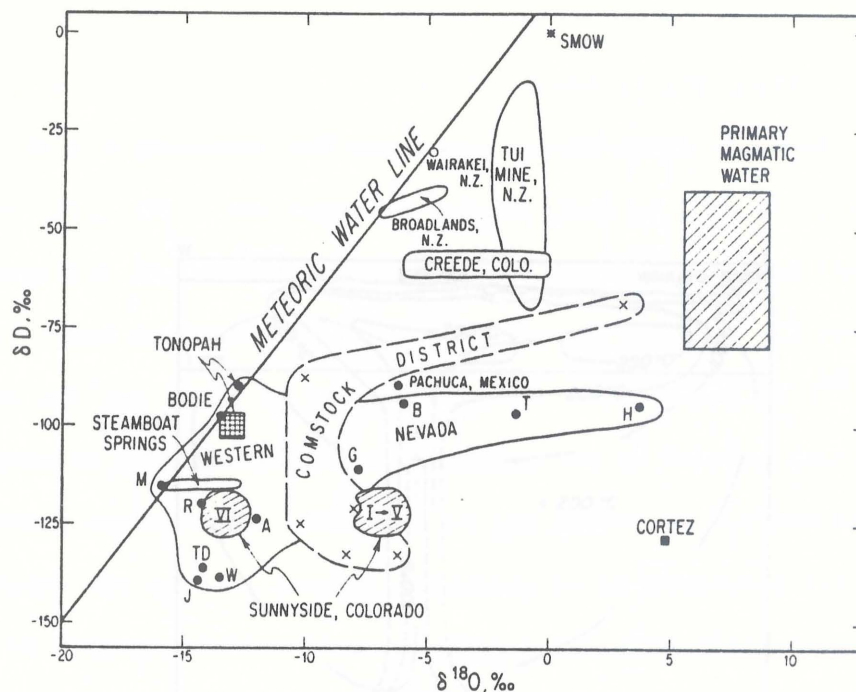 0
-25
-50
-75
-100
-125
-150
δ D, ‰
-20
-15
-10
-5
0
5
10
δ¹⁸O, ‰
SMOW
METEORIC WATER LINE
WAIRAKEI,
N.Z.
TUI
MINE,
N.Z.
BROADLANDS,
N.Z.
CREEDE, COLO.
PRIMARY
MAGMATIC
WATER
COMSTOCK DISTRICT
PACHUCA, MEXICO
TONOPAH
BODIE
STEAMBOAT
SPRINGS
WESTERN
NEVADA
B
T
H
G
M
R
VI
A
I→V
TD
W
J
CORTEZ
SUNNYSIDE, COLORADO